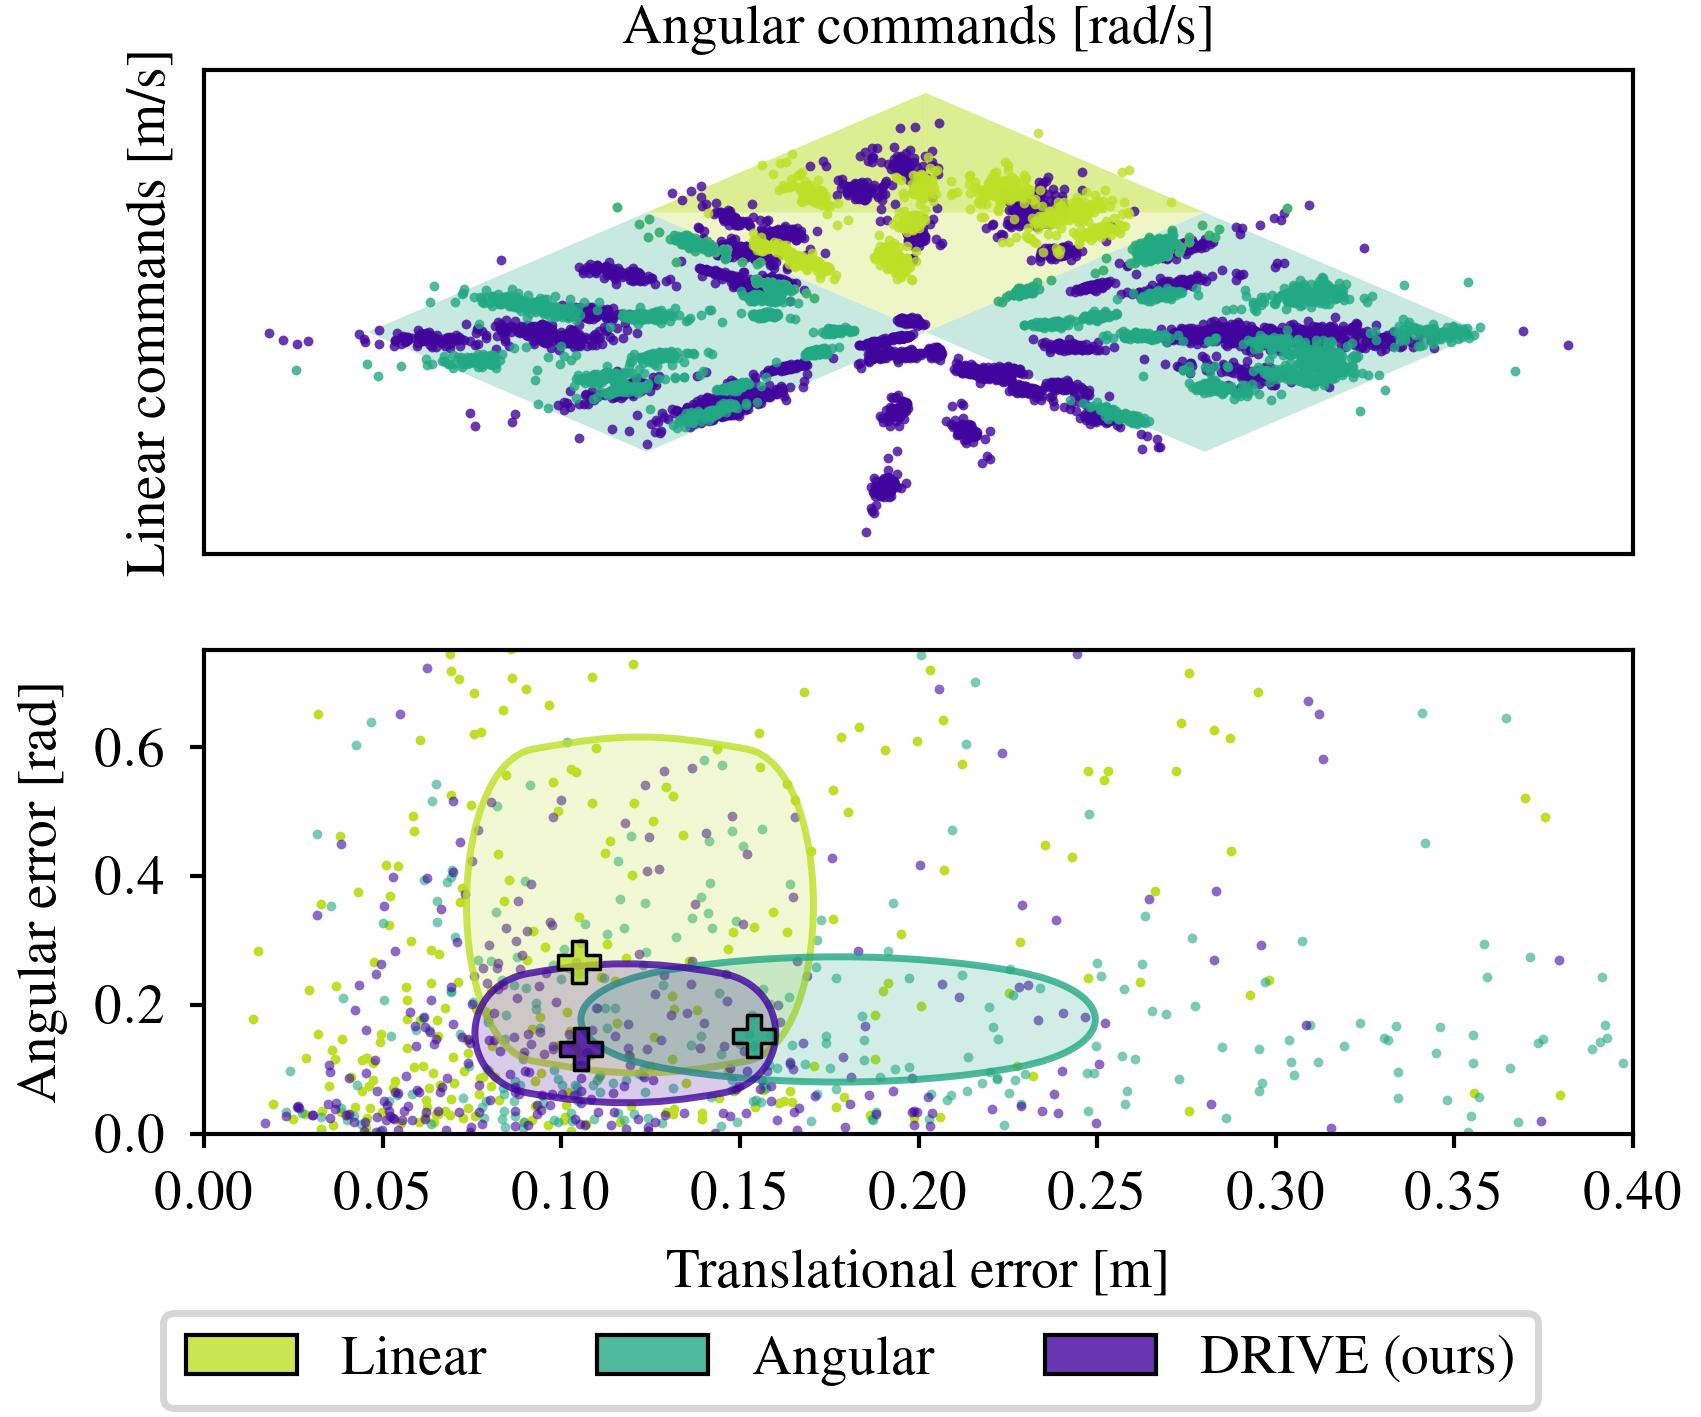 Angular commands [rad/s]
Linear commands [m/s]
Angular error [rad]
0.6
0.4
0.2
0.0
0.00 0.05 0.10 0.15 0.20 0.25 0.30 0.35 0.40
Translational error [m]
Linear Angular DRIVE (ours)